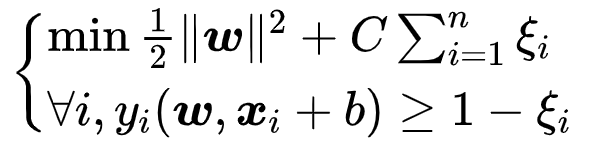 min ½‖w‖² + C ∑ⁿᵢ₌₁ ξᵢ
∀i, yᵢ(w, xᵢ + b) ≥ 1 − ξᵢ